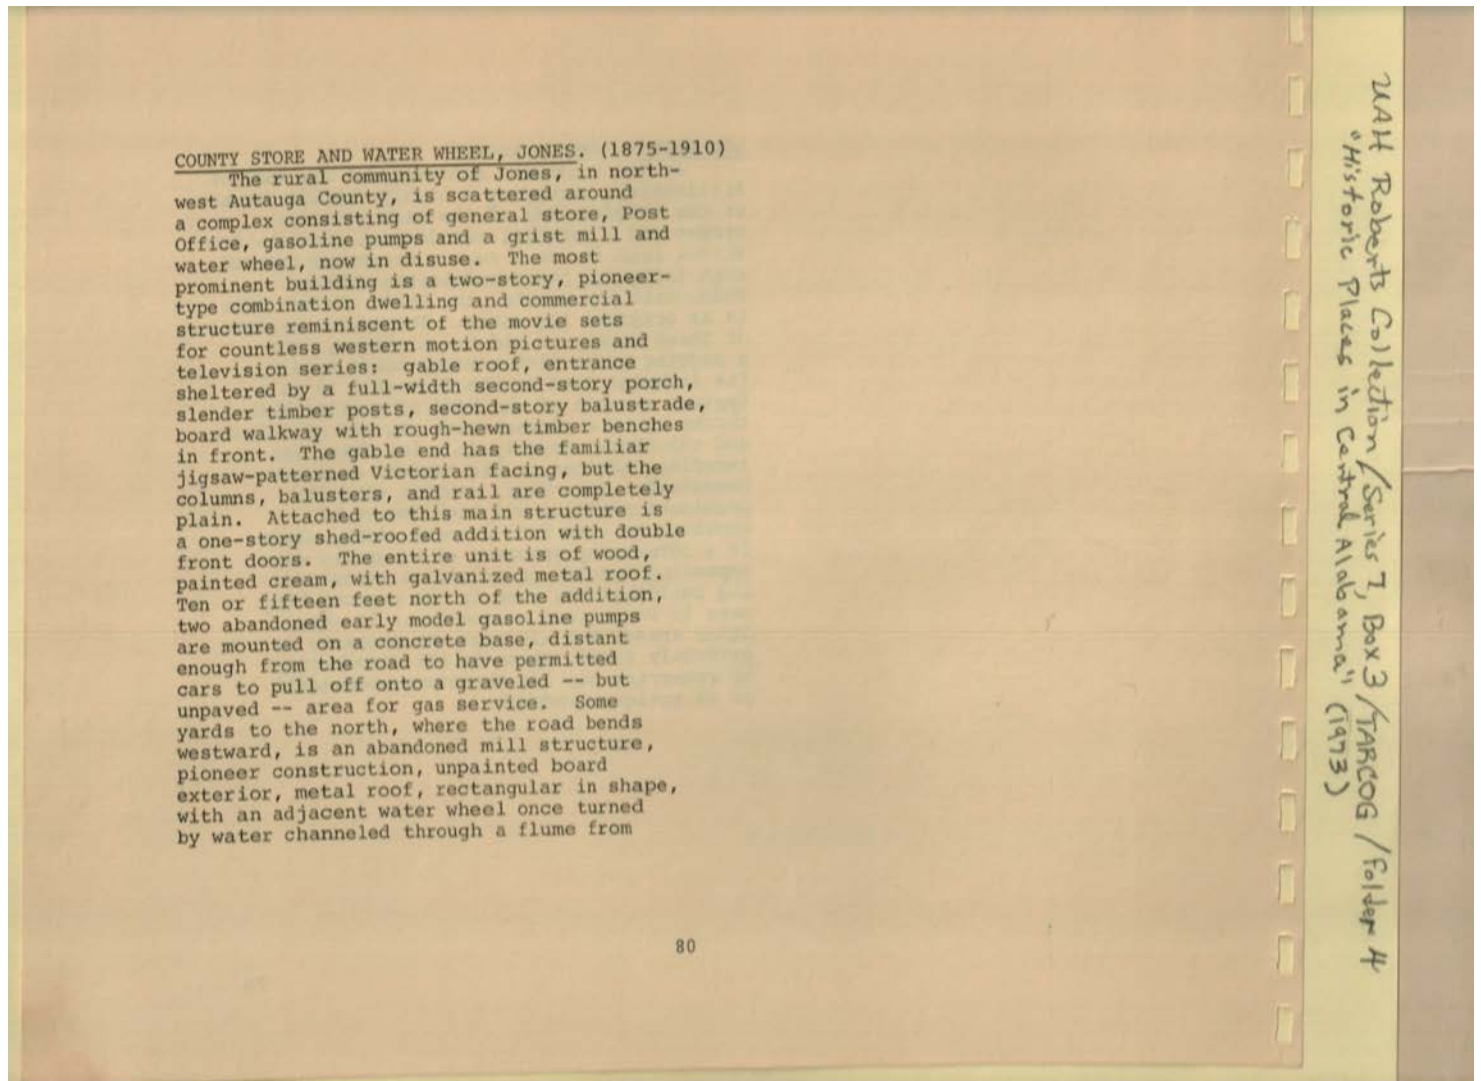 COUNTY STORE AND WATER WHEEL, JONES. (1875-1910)
The rural community of Jones, in north-
west Autauga County, is scattered around
a complex consisting of general store, Post
Office, gasoline pumps and a grist mill and
water wheel, now in disuse. The most
prominent building is a two-story, pioneer-
type combination dwelling and commercial
structure reminiscent of the movie sets
for countless western motion pictures and
television series: gable roof, entrance
sheltered by a full-width second-story porch,
slender timber posts, second-story balustrade,
board walkway with rough-hewn timber benches
in front. The gable end has the familiar
jigsaw-patterned Victorian facing, but the
columns, balusters, and rail are completely
plain. Attached to this main structure is
a one-story shed-roofed addition with double
front doors. The entire unit is of wood,
painted cream, with galvanized metal roof.
Ten or fifteen feet north of the addition,
two abandoned early model gasoline pumps
are mounted on a concrete base, distant
enough from the road to have permitted
cars to pull off onto a graveled -- but
unpaved -- area for gas service. Some
yards to the north, where the road bends
westward, is an abandoned mill structure,
pioneer construction, unpainted board
exterior, metal roof, rectangular in shape,
with an adjacent water wheel once turned
by water channeled through a flume from
80
UAH Roberts Collection/Series 7, Box 3/TARCOG/Folder 4
"Historic Places in Central Alabama" (1973)